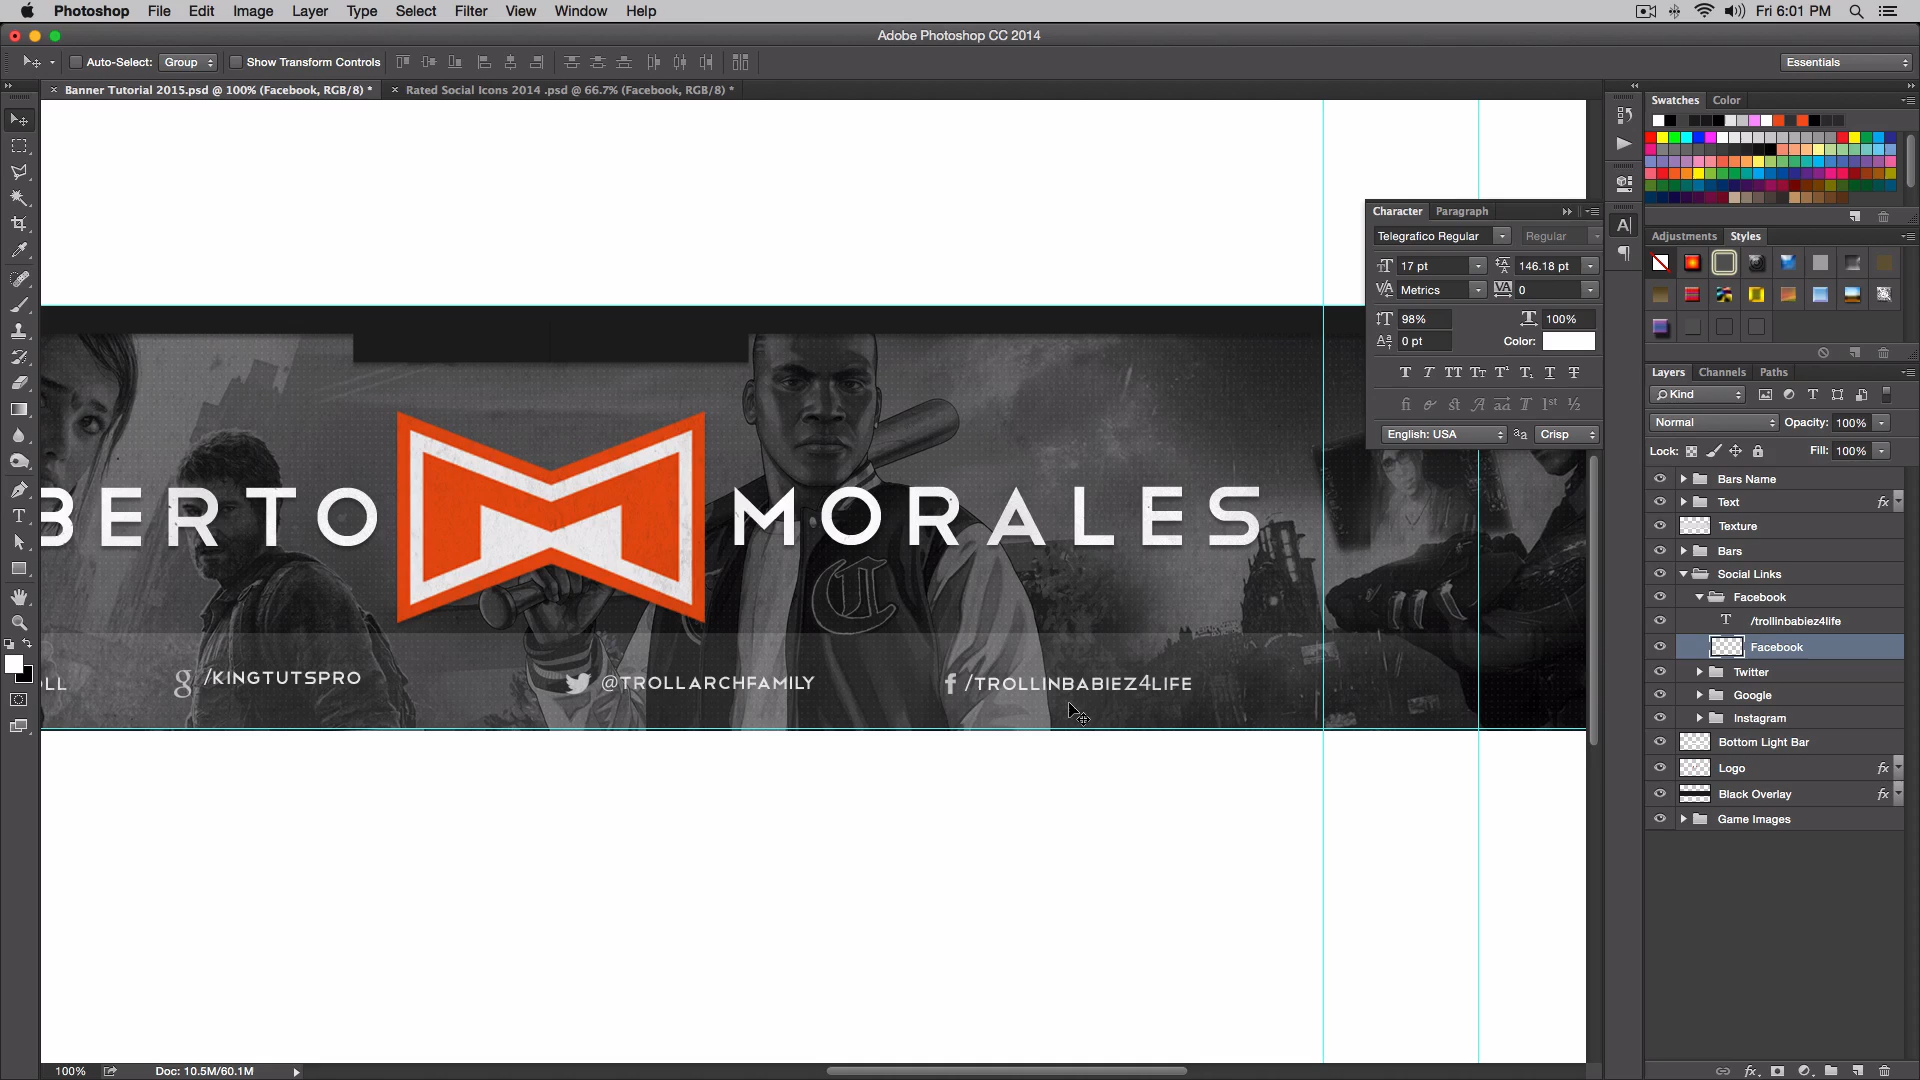 Photoshop File Edit Image Layer Type Select Filter View Window Help Fri 6:01 PM
Adobe Photoshop CC 2014
Auto-Select: Group Show Transform Controls Essentials
Banner Tutorial 2015.psd @ 100% (Facebook, RGB/8) * Rated Social Icons 2014 .psd @ 66.7% (Facebook, RGB/8) *
Swatches Color
Character Paragraph
Telegrafico Regular Regular
17 pt 146.18 pt
Metrics 0
98% 100%
0 pt Color:
English: USA Crisp
Adjustments Styles
Layers Channels Paths
Kind
Normal Opacity: 100%
Lock: Fill: 100%
Bars Name
Text fx
Texture
Bars
Social Links
Facebook
/trollinbabiez4life
Facebook
Twitter
Google
Instagram
Bottom Light Bar
Logo fx
Black Overlay fx
Game Images
BERTO MORALES
OLL /KINGTUTSPRO @TROLLARCHFAMILY /TROLLINBABIEZ4LIFE
100% Doc: 10.5M/60.1M